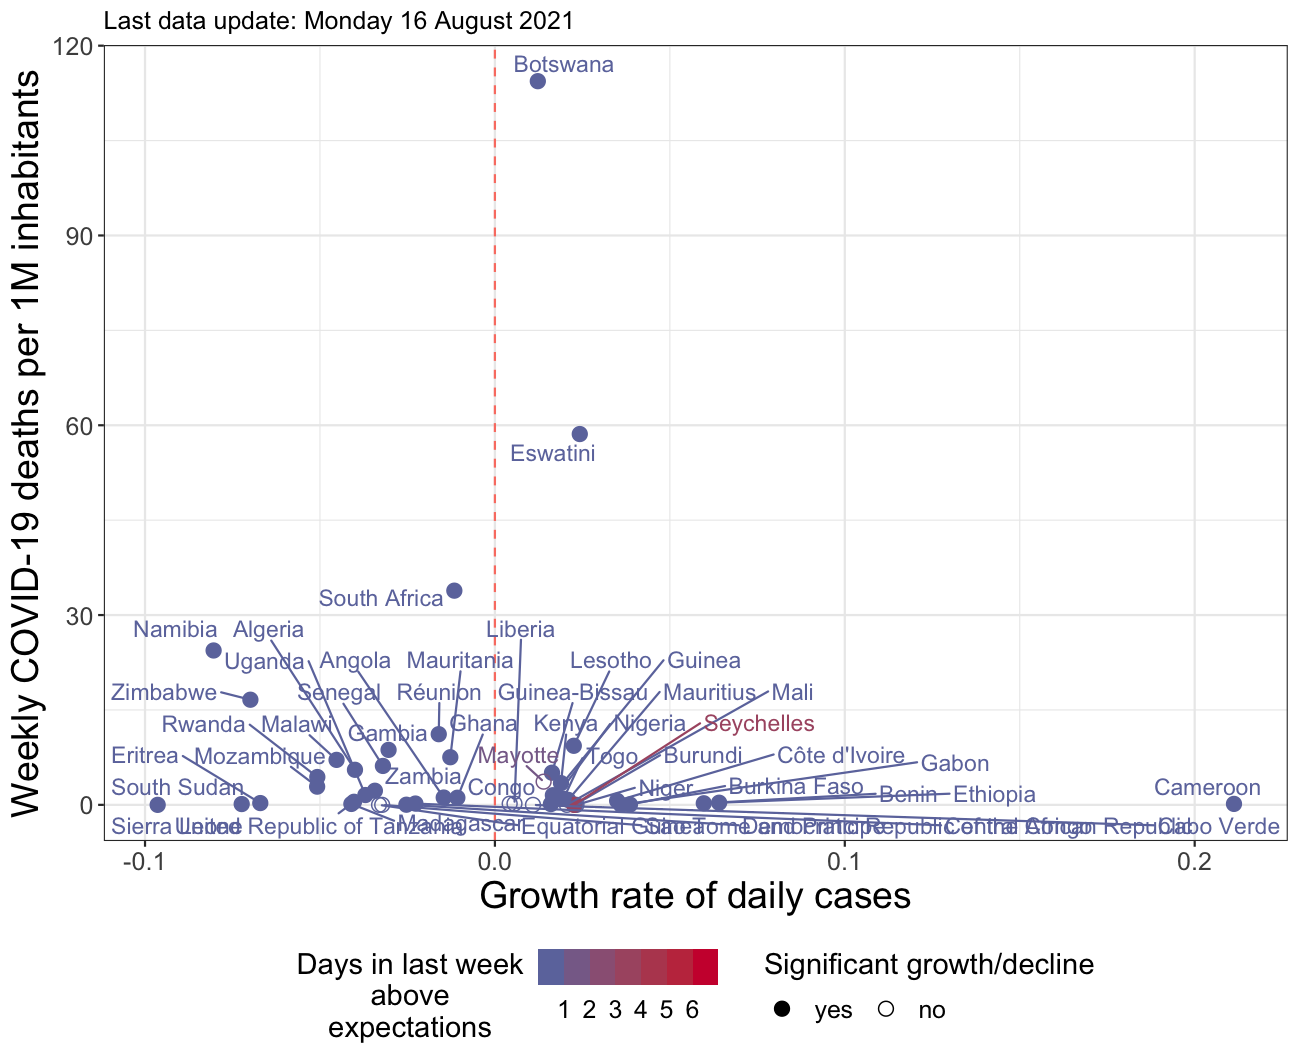 Last data update: Monday 16 August 2021
Weekly COVID-19 deaths per 1M inhabitants
120
90
60
30
0
Botswana
Eswatini
South Africa
Namibia Algeria Liberia
Uganda Angola Mauritania Lesotho Guinea
Zimbabwe Senegal Réunion Guinea-Bissau Mauritius Mali
Rwanda Malawi Gambia Ghana Kenya Nigeria Seychelles
Eritrea Mozambique Mayotte Togo Burundi Côte d'Ivoire Gabon
South Sudan Zambia Congo Niger Burkina Faso Benin Ethiopia Cameroon
Sierra Leone United Republic of Tanzania Madagascar Equatorial Guinea Sao Tome and Principe Democratic Republic of the Congo Central African Republic Cabo Verde
-0.1 0.0 0.1 0.2
Growth rate of daily cases
Days in last week
above
expectations
1 2 3 4 5 6
Significant growth/decline
yes no